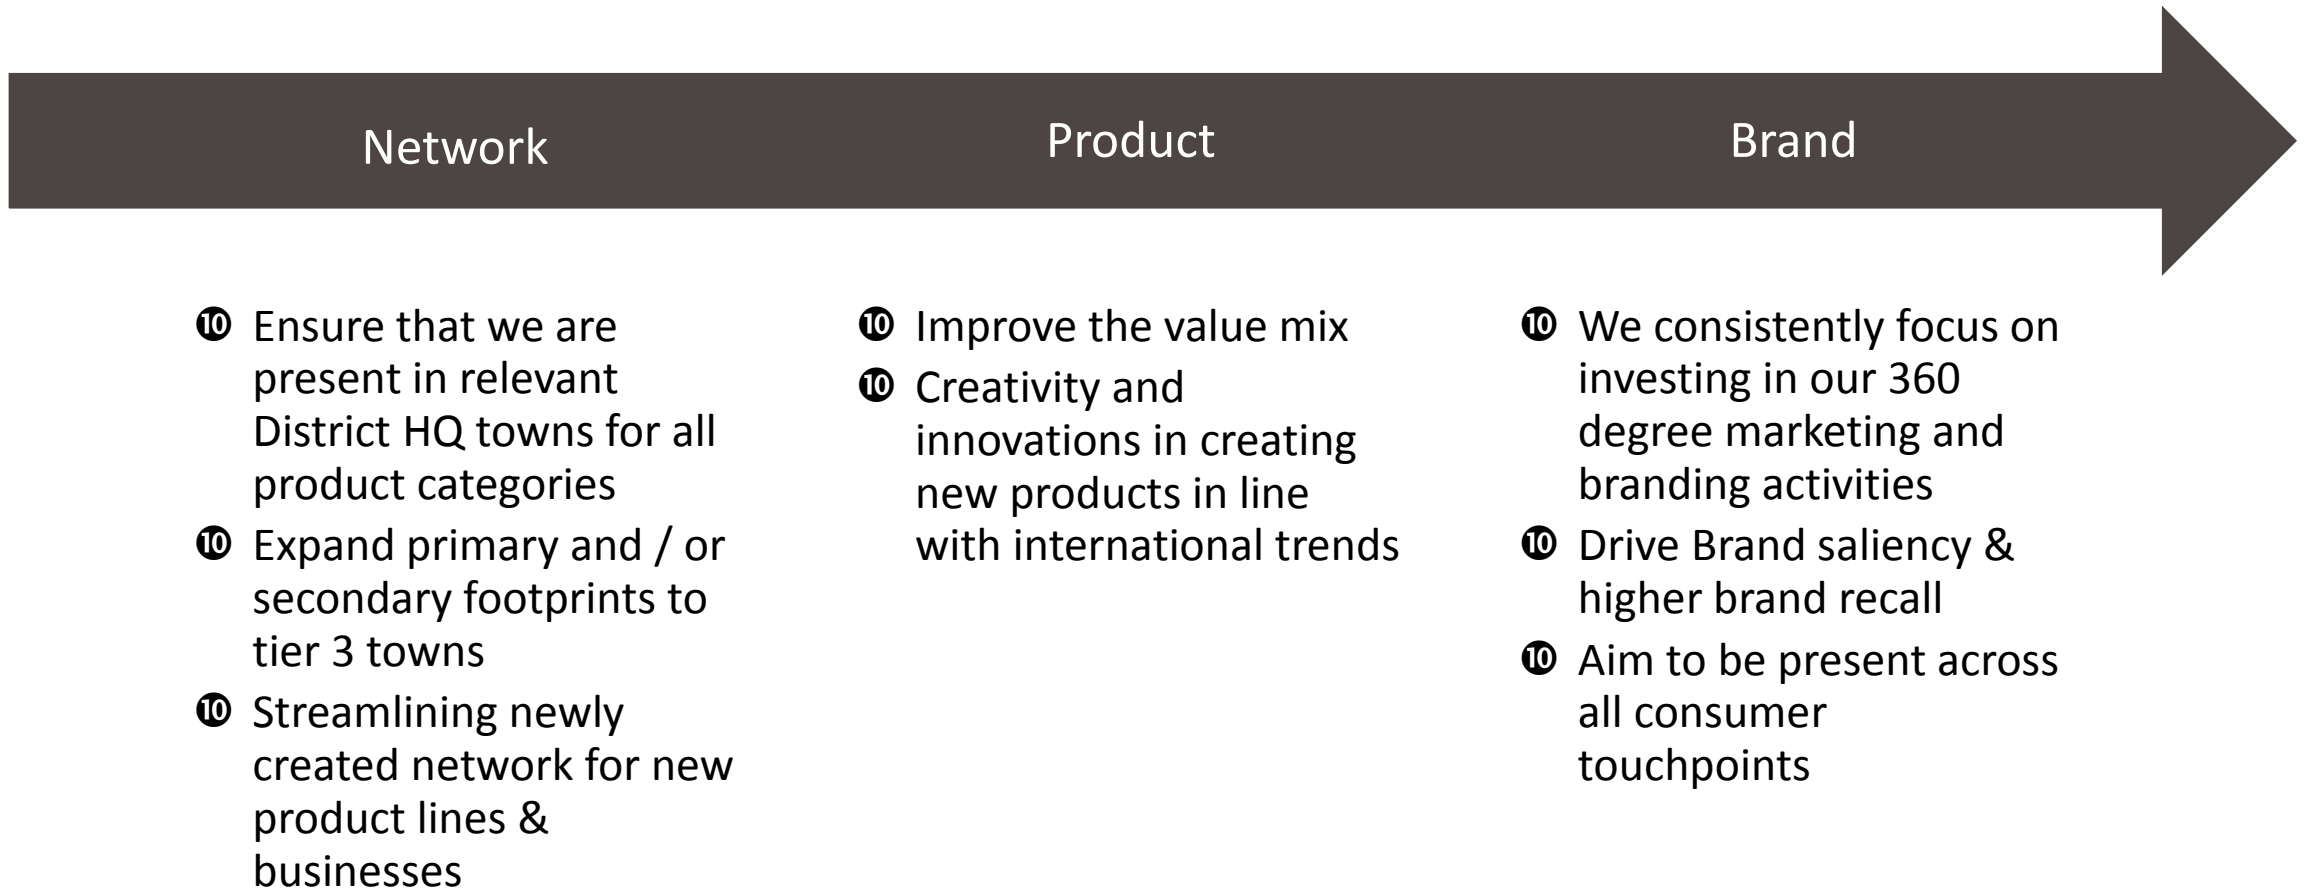 Network
Product
Brand
❿ Ensure that we are
present in relevant
District HQ towns for all
product categories
❿ Expand primary and / or
secondary footprints to
tier 3 towns
❿ Streamlining newly
created network for new
product lines &
businesses
❿ Improve the value mix
❿ Creativity and
innovations in creating
new products in line
with international trends
❿ We consistently focus on
investing in our 360
degree marketing and
branding activities
❿ Drive Brand saliency &
higher brand recall
❿ Aim to be present across
all consumer
touchpoints